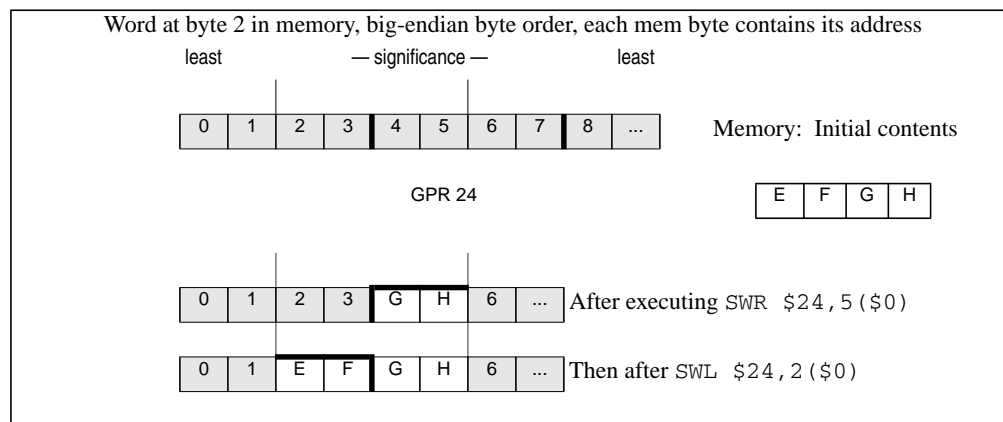 Word at byte 2 in memory, big-endian byte order, each mem byte contains its address
least — significance — least
0 1 2 3 4 5 6 7 8 ... Memory: Initial contents
GPR 24 E F G H
0 1 2 3 G H 6 ... After executing SWR $24,5($0)
0 1 E F G H 6 ... Then after SWL $24,2($0)